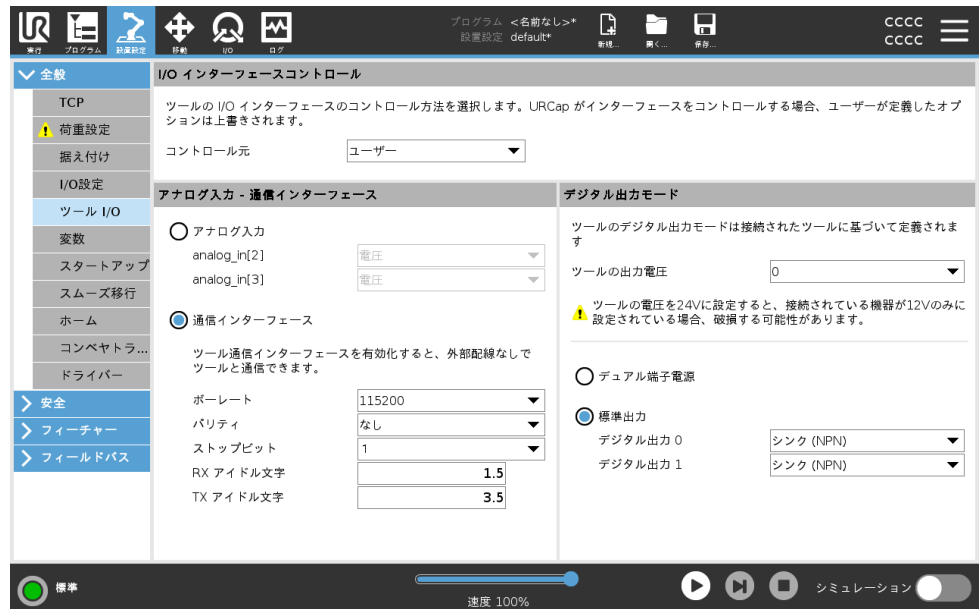 UR
実行
プログラム
設置設定
移動
I/O
ログ
プログラム <名前なし>*
設置設定 default*
新規...
開く...
保存...
CCCC
CCCC
全般
TCP
荷重設定
据え付け
I/O設定
ツール I/O
変数
スタートアップ
スムーズ移行
ホーム
コンベヤトラ...
ドライバー
安全
フィーチャー
フィールドバス
I/O インターフェースコントロール
ツールの I/O インターフェースのコントロール方法を選択します。URCap がインターフェースをコントロールする場合、ユーザーが定義したオプ
ションは上書きされます。
コントロール元 ユーザー
アナログ入力 - 通信インターフェース
アナログ入力
analog_in[2] 電圧
analog_in[3] 電圧
通信インターフェース
ツール通信インターフェースを有効化すると、外部配線なしで
ツールと通信できます。
ボーレート 115200
パリティ なし
ストップビット 1
RX アイドル文字 1.5
TX アイドル文字 3.5
デジタル出力モード
ツールのデジタル出力モードは接続されたツールに基づいて定義されま
す
ツールの出力電圧 0
ツールの電圧を24Vに設定すると、接続されている機器が12Vのみに
設定されている場合、破損する可能性があります。
デュアル端子電源
標準出力
デジタル出力 0 シンク (NPN)
デジタル出力 1 シンク (NPN)
標準
速度 100%
シミュレーション